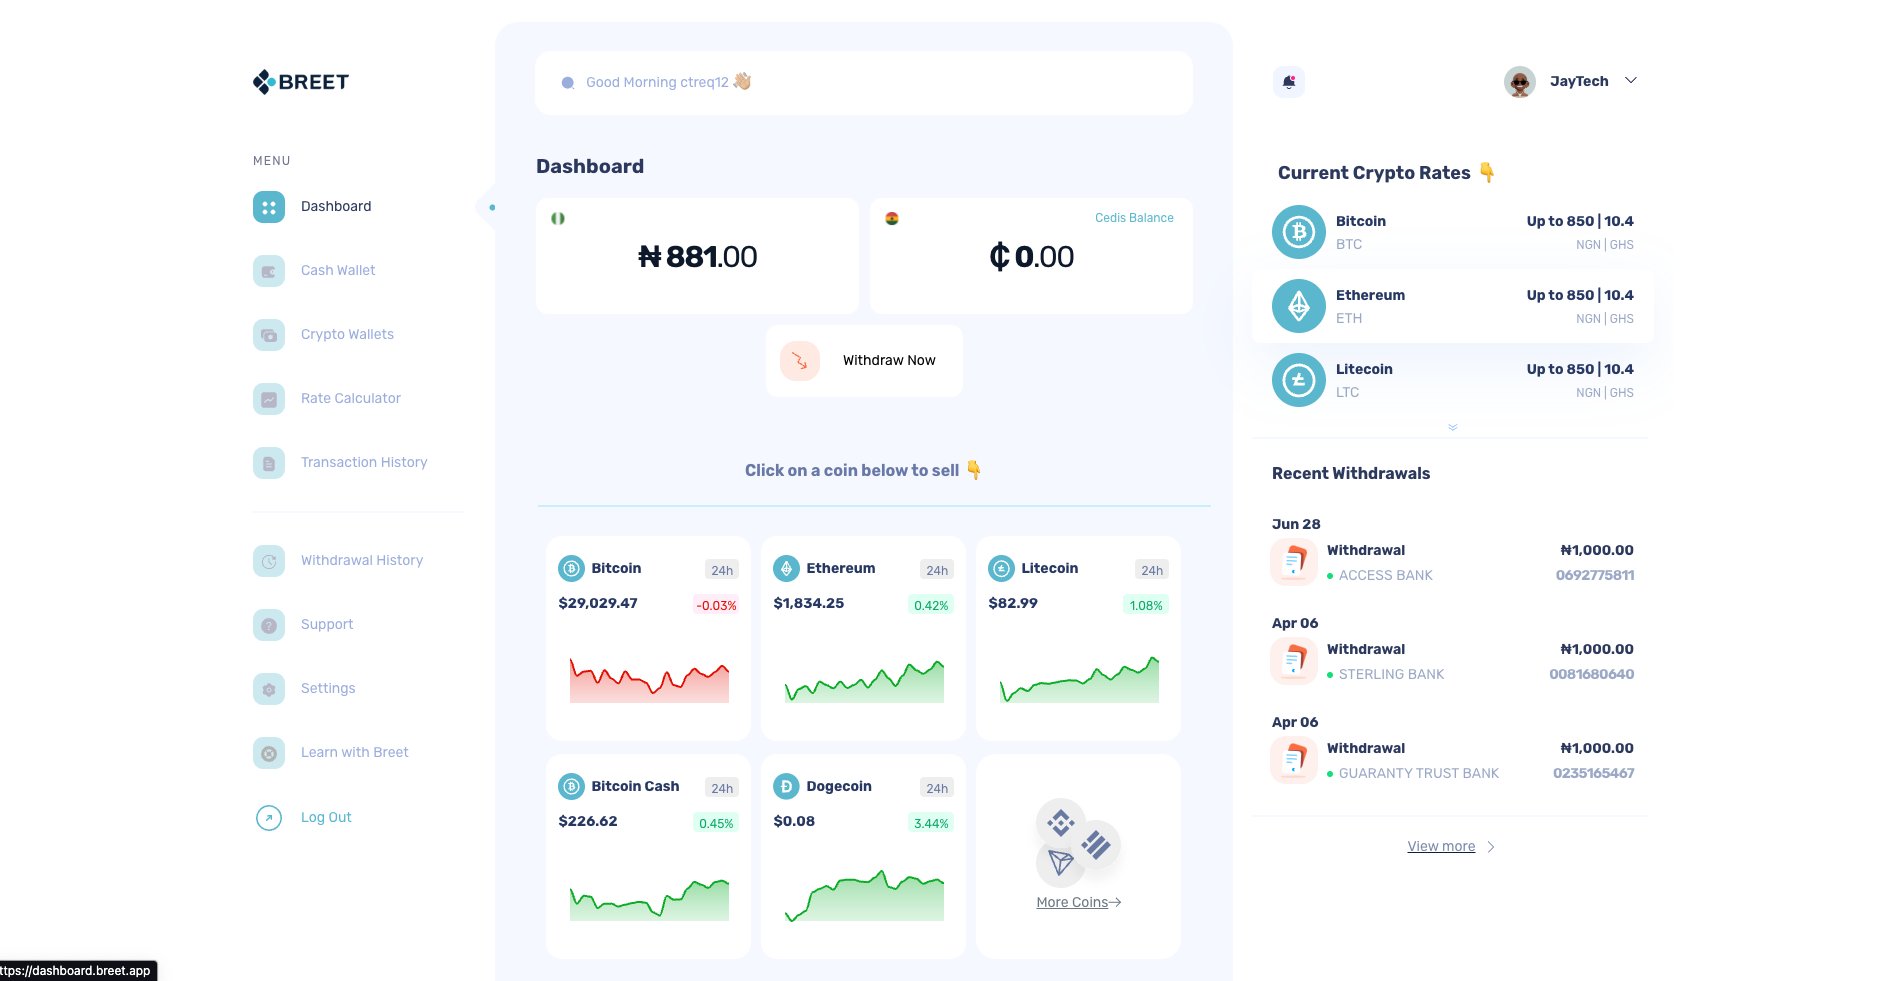 BREET
MENU
Dashboard
Cash Wallet
Crypto Wallets
Rate Calculator
Transaction History
Withdrawal History
Support
Settings
Learn with Breet
Log Out
Good Morning ctreq12 👋🏼
Dashboard
₦ 881.00
Cedis Balance
₵ 0.00
Withdraw Now
Click on a coin below to sell 👇
Bitcoin 24h
$29,029.47 -0.03%
Ethereum 24h
$1,834.25 0.42%
Litecoin 24h
$82.99 1.08%
Bitcoin Cash 24h
$226.62 0.45%
Dogecoin 24h
$0.08 3.44%
More Coins
JayTech
Current Crypto Rates 👇
Bitcoin Up to 850 | 10.4
BTC NGN | GHS
Ethereum Up to 850 | 10.4
ETH NGN | GHS
Litecoin Up to 850 | 10.4
LTC NGN | GHS
Recent Withdrawals
Jun 28
Withdrawal ₦1,000.00
ACCESS BANK 0692775811
Apr 06
Withdrawal ₦1,000.00
STERLING BANK 0081680640
Apr 06
Withdrawal ₦1,000.00
GUARANTY TRUST BANK 0235165467
View more
ttps://dashboard.breet.app